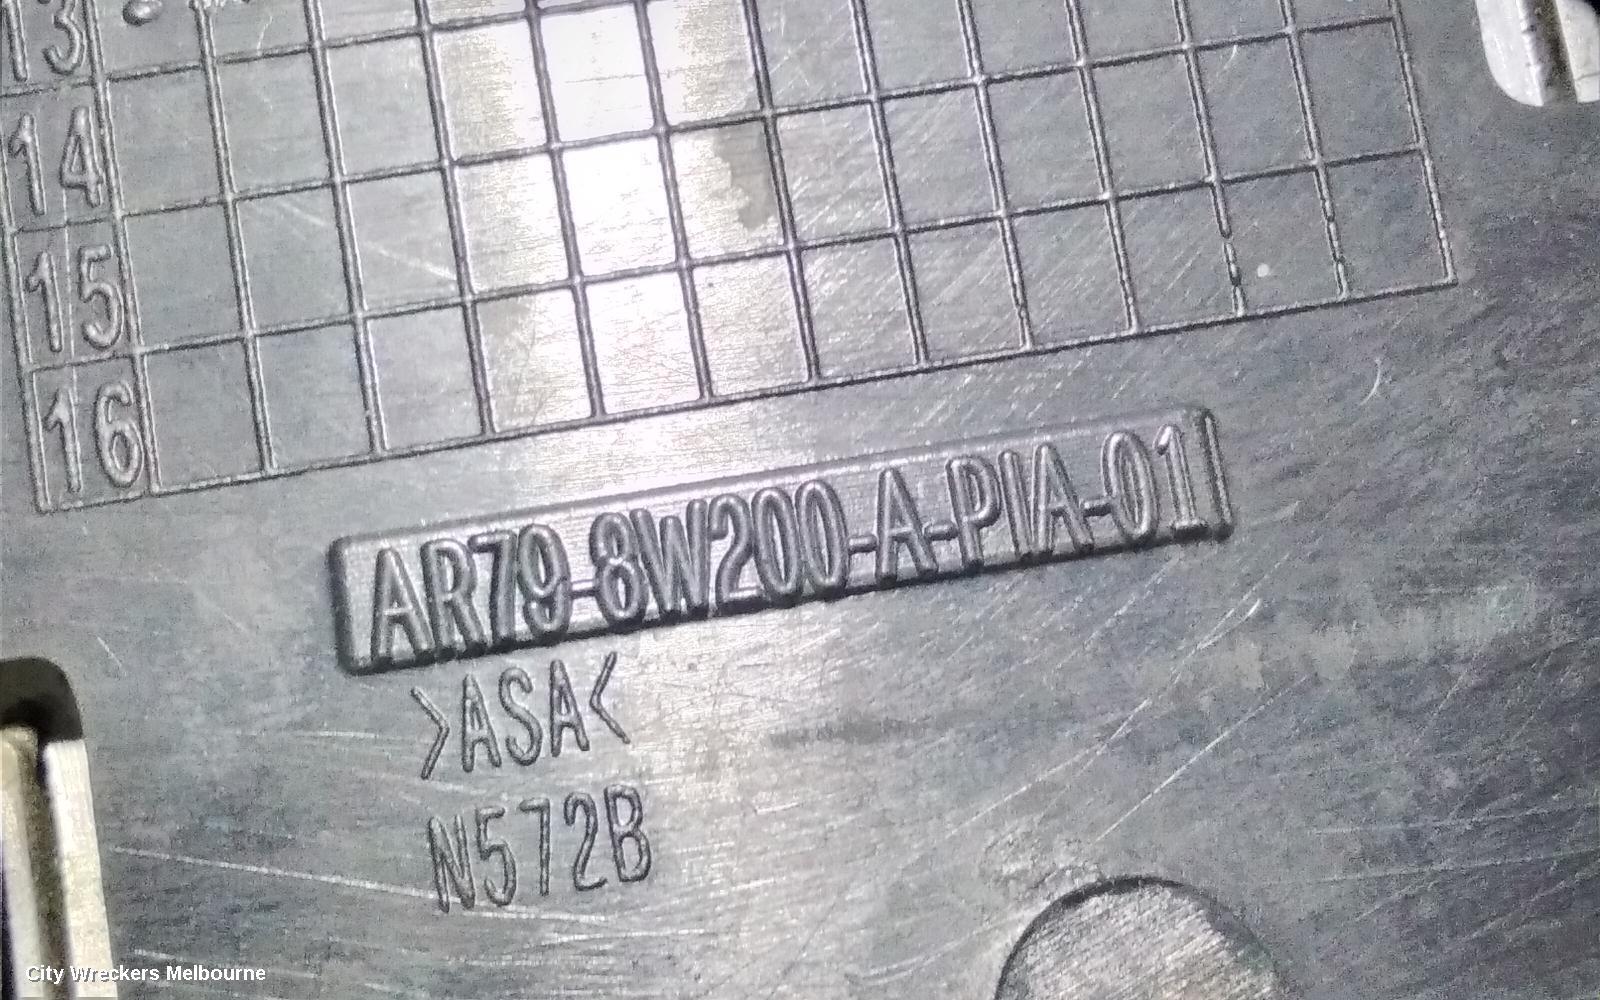 13
14
15
16
AR79-8W200-A-PIA-01
>ASA<
N572B
City Wreckers Melbourne